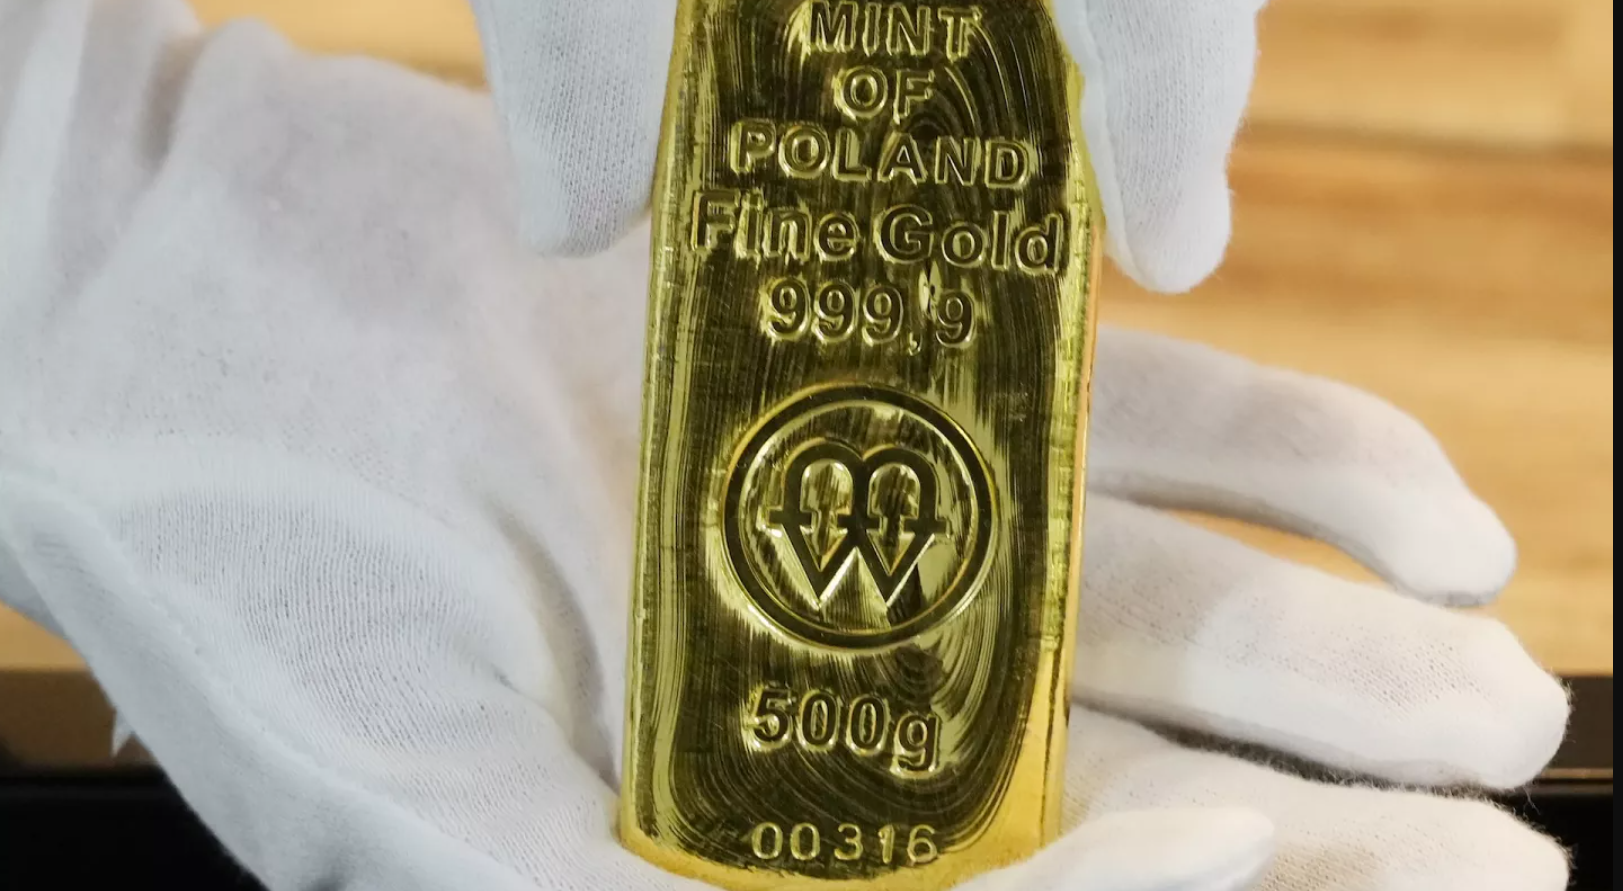 MINT
OF
POLAND
Fine Gold
999,9
500g
00316